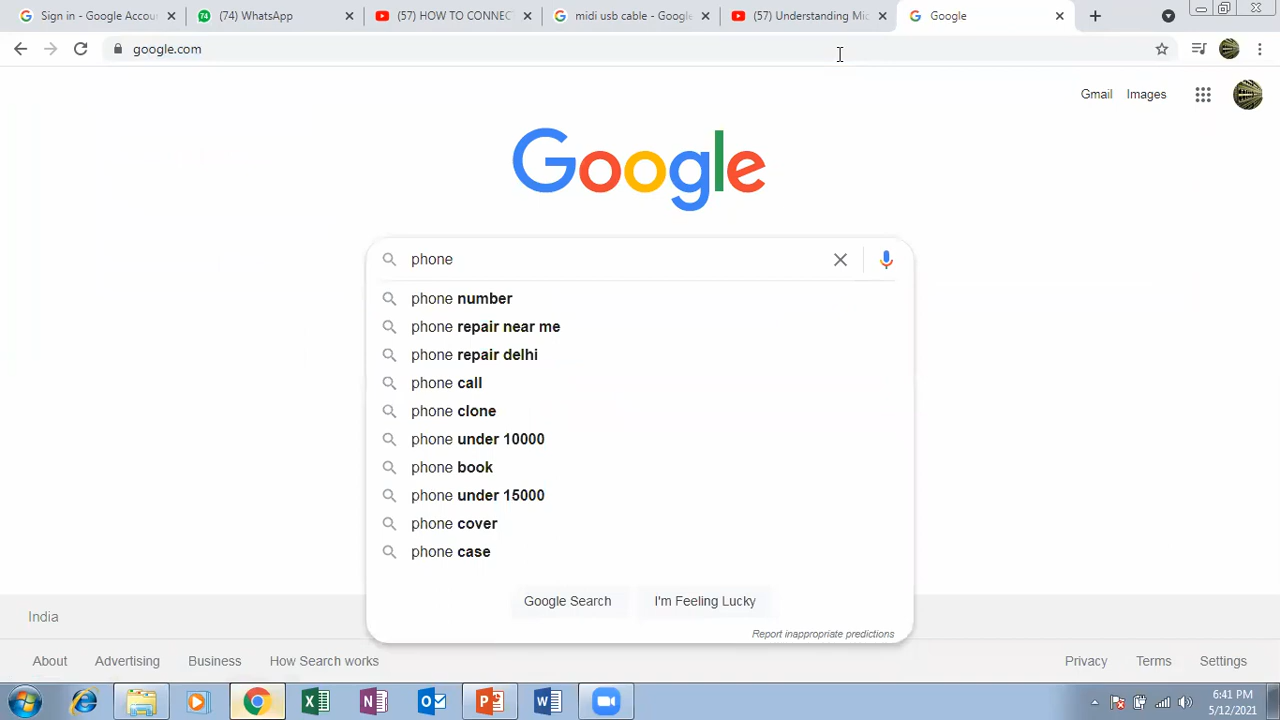 Sign in - Google Accou
(74) WhatsApp
(57) HOW TO CONNECT
midi usb cable - Google
(57) Understanding Mic
Google
google.com
Gmail Images
Google
phone
phone number
phone repair near me
phone repair delhi
phone call
phone clone
phone under 10000
phone book
phone under 15000
phone cover
phone case
Google Search I'm Feeling Lucky
Report inappropriate predictions
India
About Advertising Business How Search works Privacy Terms Settings
6:41 PM
5/12/2021